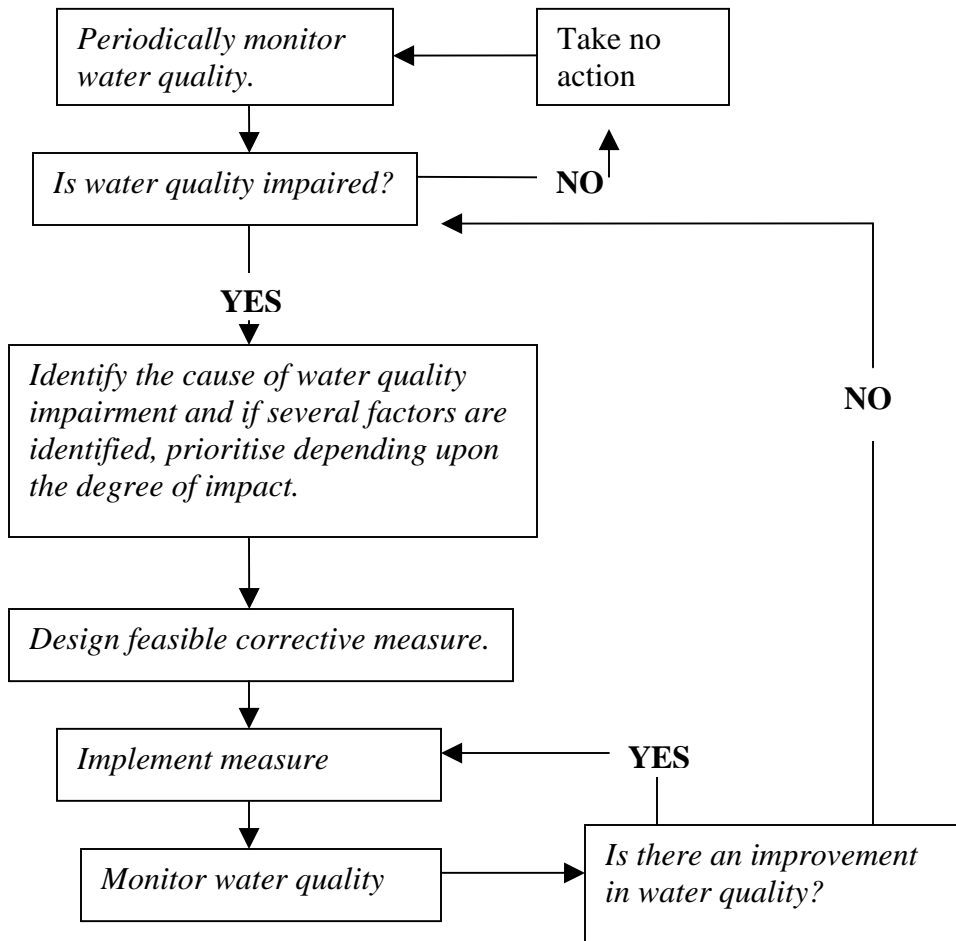 Periodically monitor
water quality.
Take no
action
Is water quality impaired?
NO
YES
Identify the cause of water quality
impairment and if several factors are
identified, prioritise depending upon
the degree of impact.
NO
Design feasible corrective measure.
Implement measure
YES
Monitor water quality
Is there an improvement
in water quality?